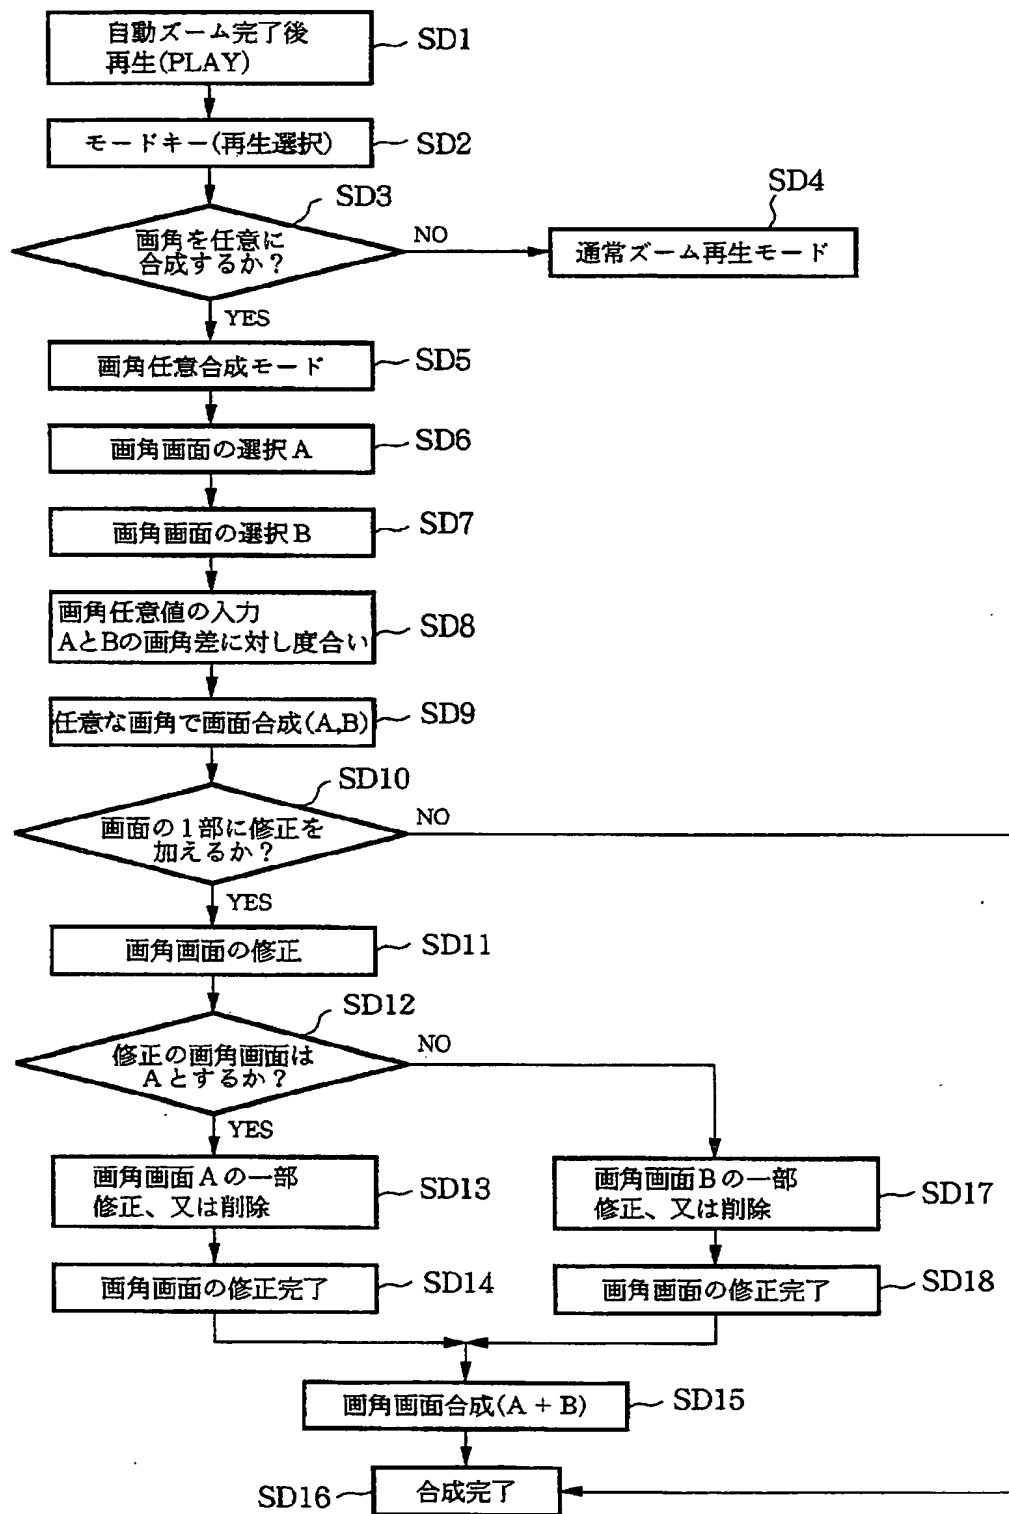 自動ズーム完了後
再生(PLAY)
SD1
モードキー(再生選択)
SD2
SD3
画角を任意に
合成するか？
NO
SD4
通常ズーム再生モード
YES
画角任意合成モード
SD5
画角画面の選択A
SD6
画角画面の選択B
SD7
画角任意値の入力
AとBの画角差に対し度合い
SD8
任意な画角で画面合成(A,B)
SD9
SD10
画面の1部に修正を
加えるか？
NO
YES
画角画面の修正
SD11
SD12
修正の画角画面は
Aとするか？
NO
YES
画角画面Aの一部
修正、又は削除
SD13
画角画面Bの一部
修正、又は削除
SD17
画角画面の修正完了
SD14
画角画面の修正完了
SD18
画角画面合成(A + B)
SD15
SD16
合成完了